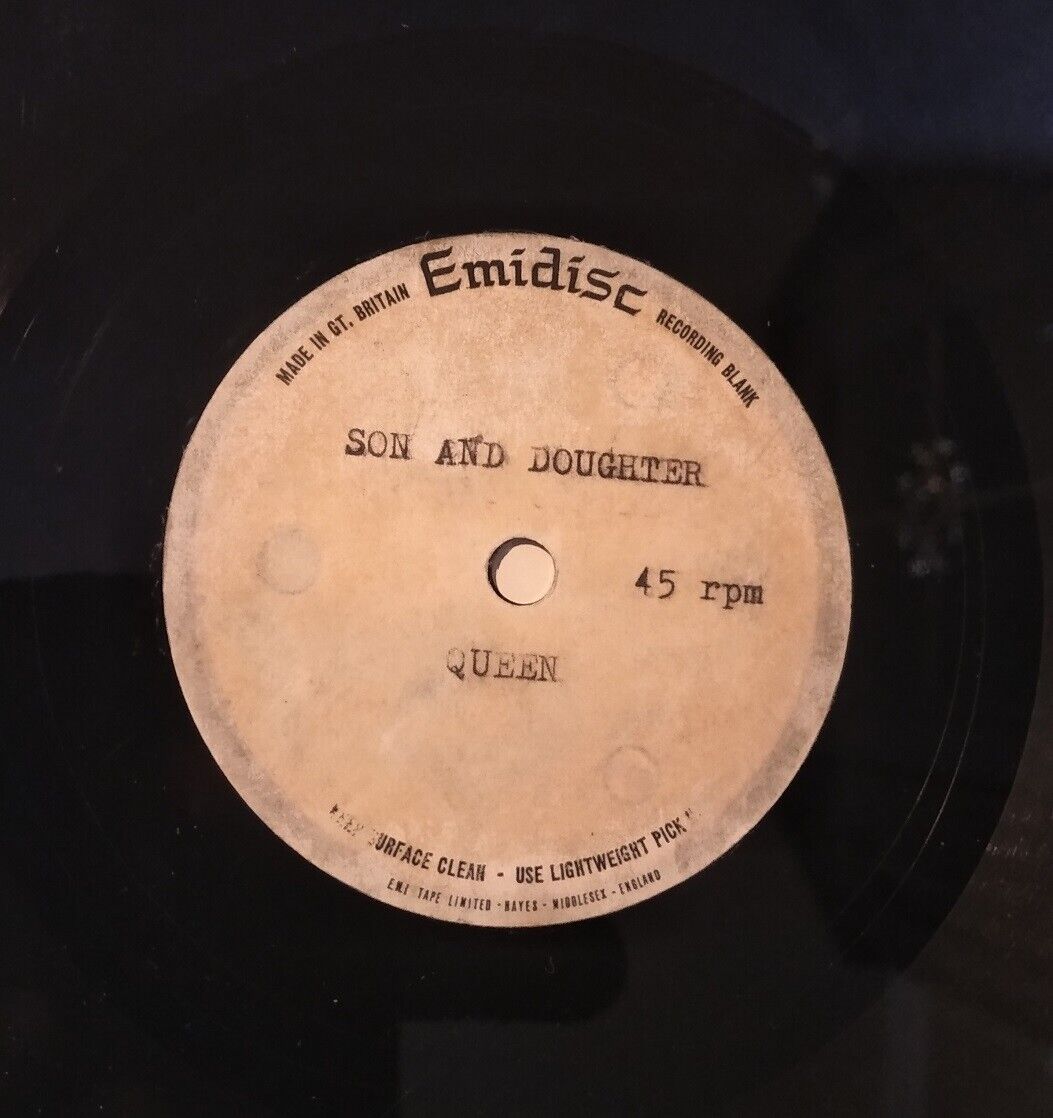 Emidisc
MADE IN GT. BRITAIN
RECORDING BLANK
SON AND DOUGHTER
45 rpm
QUEEN
SURFACE CLEAN - USE LIGHTWEIGHT PICK
E.M.I TAPE LIMITED - HAYES - MIDDLESEX - ENGLAND